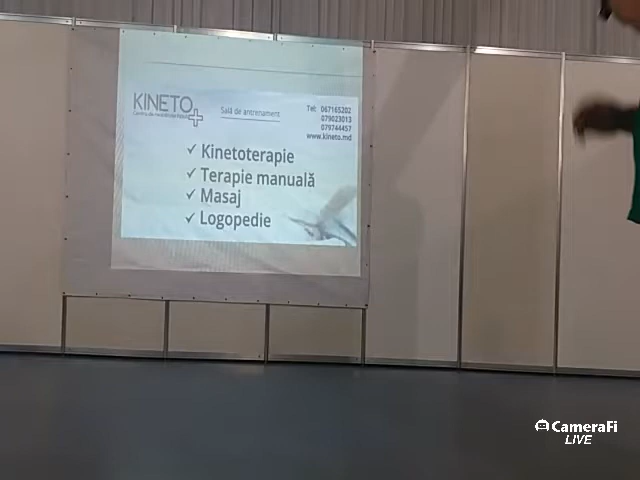 KINETO
Sală de antrenament
Tel: 067165202
079023013
079744457
www.kineto.md
✓ Kinetoterapie
✓ Terapie manuală
✓ Masaj
✓ Logopedie
CameraFi
LIVE